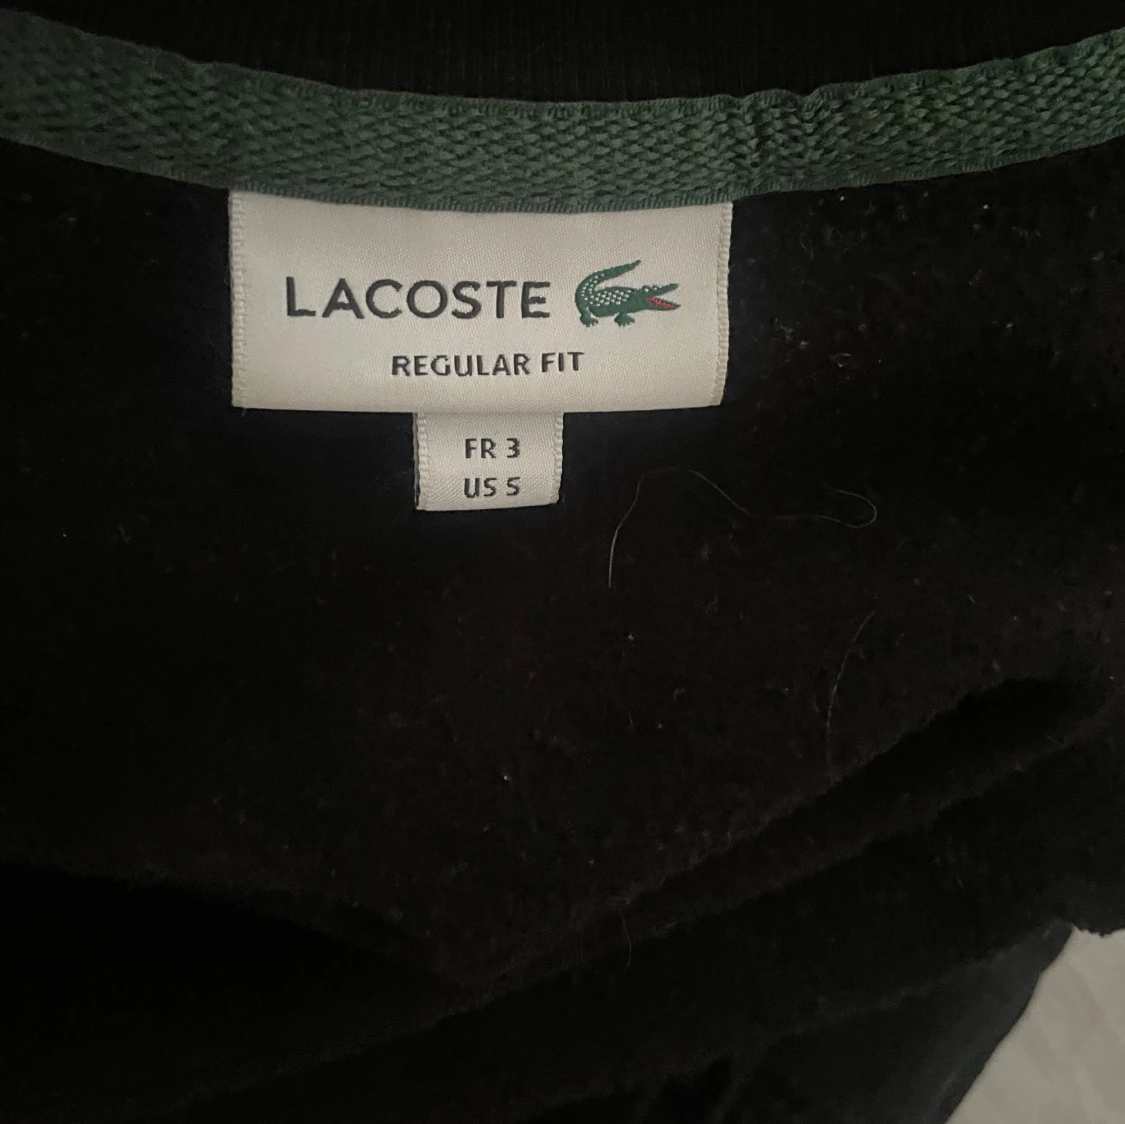 LACOSTE
REGULAR FIT
FR 3
US S